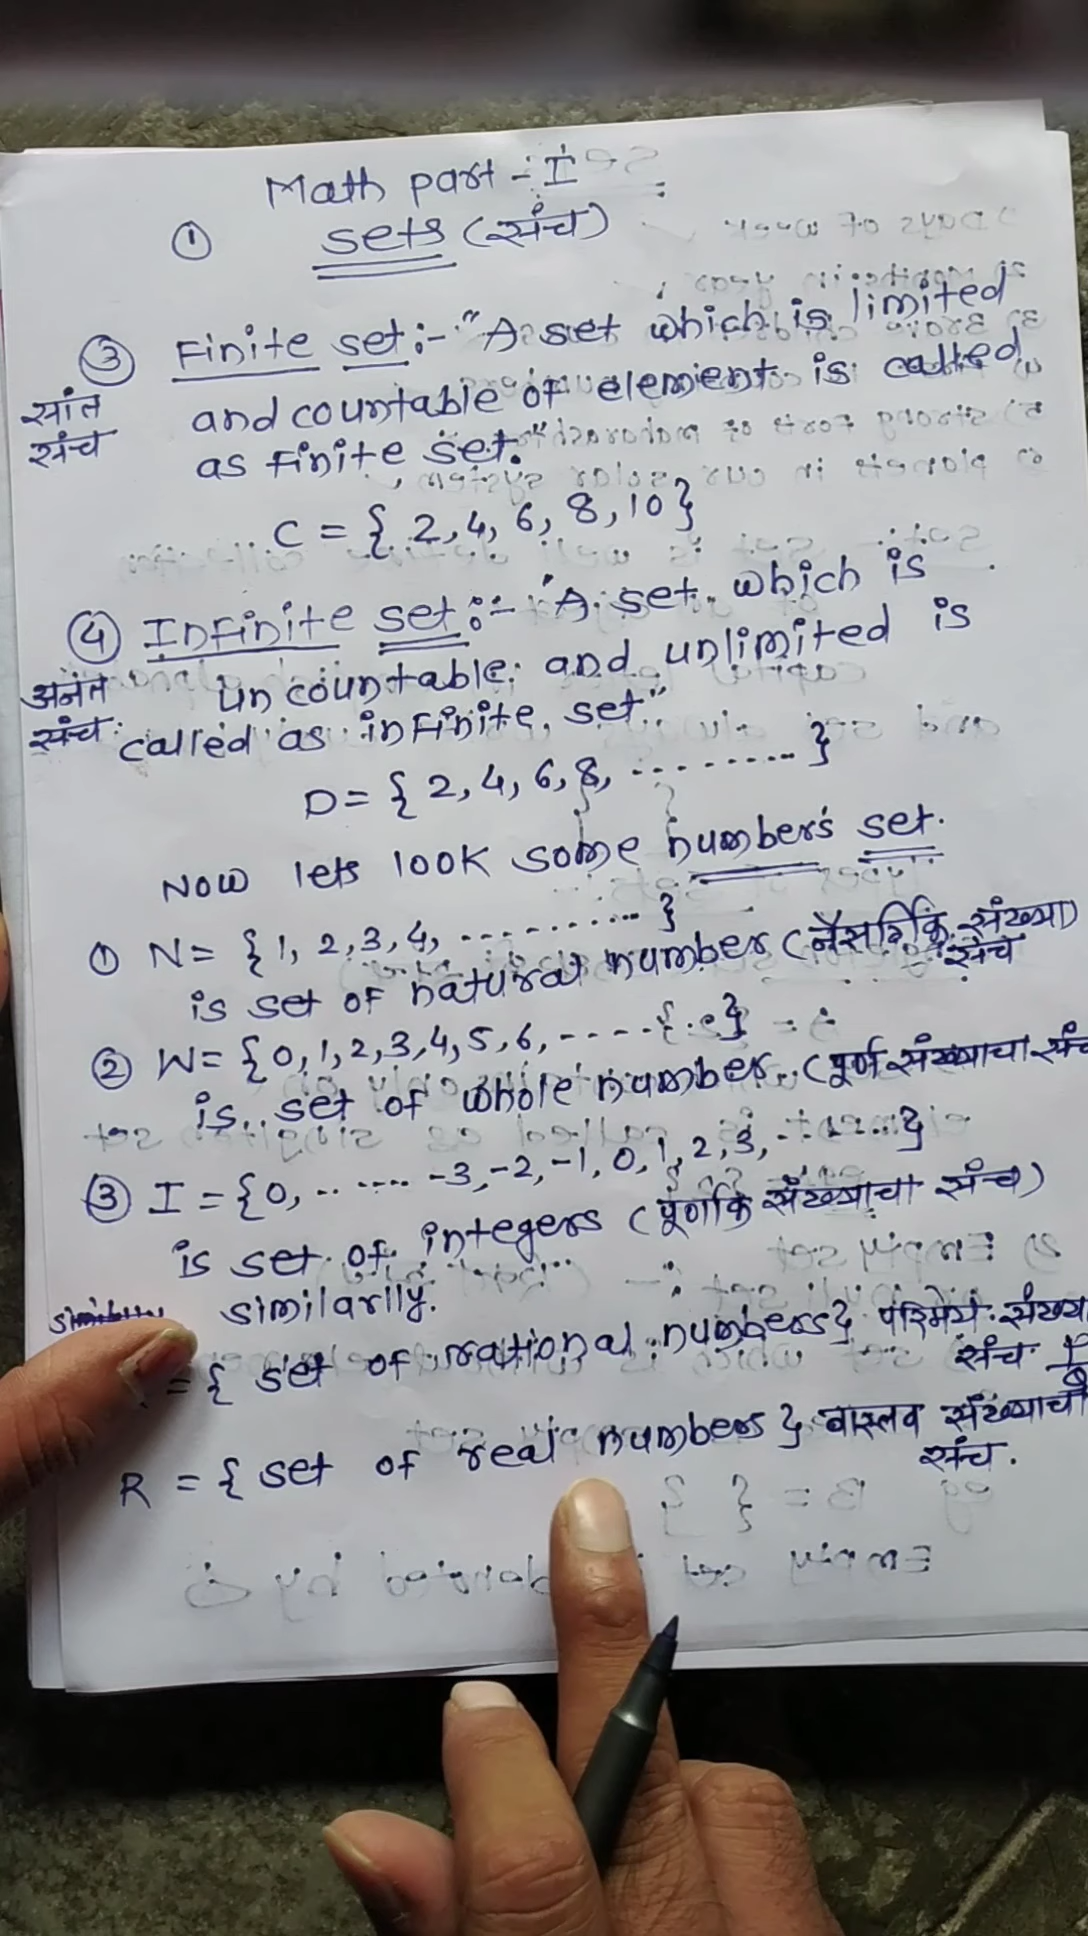 Math part - I
① sets (संच)
③ Finite set :- "A set which is limited
सांत and countable of element is called
संच as Finite set."
C = { 2, 4, 6, 8, 10 }
④ Infinite set :- "A set which is
अनंत uncountable and unlimited is
संच called as infinite set."
D = { 2, 4, 6, 8, ......... }
Now lets look some numbers set.
① N = { 1, 2, 3, 4, .......... }
is set of natural number (नैसर्गिक संख्या
संच
② W = { 0, 1, 2, 3, 4, 5, 6, ........ }
is set of whole number (पूर्ण संख्याचा संच
③ I = { 0, ........ -3, -2, -1, 0, 1, 2, 3, ......... }
is set of integers (पूर्णांक संख्याचा संच)
similarlly.
= { set of rational numbers } परिमेय संख्या
संच
R = { set of real numbers } वास्तव संख्याचा
संच.